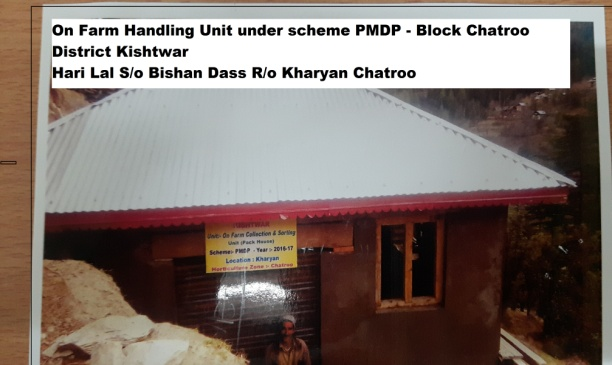 On Farm Handling Unit under scheme PMDP - Block Chatroo
District Kishtwar
Hari Lal S/o Bishan Dass R/o Kharyan Chatroo
Unit:- On Farm Collection & Sorting
Unit (Pack House)
Scheme:- PMDP - Year :- 2016-17
Location : Kharyan
Horticulture Zone :- Chatroo